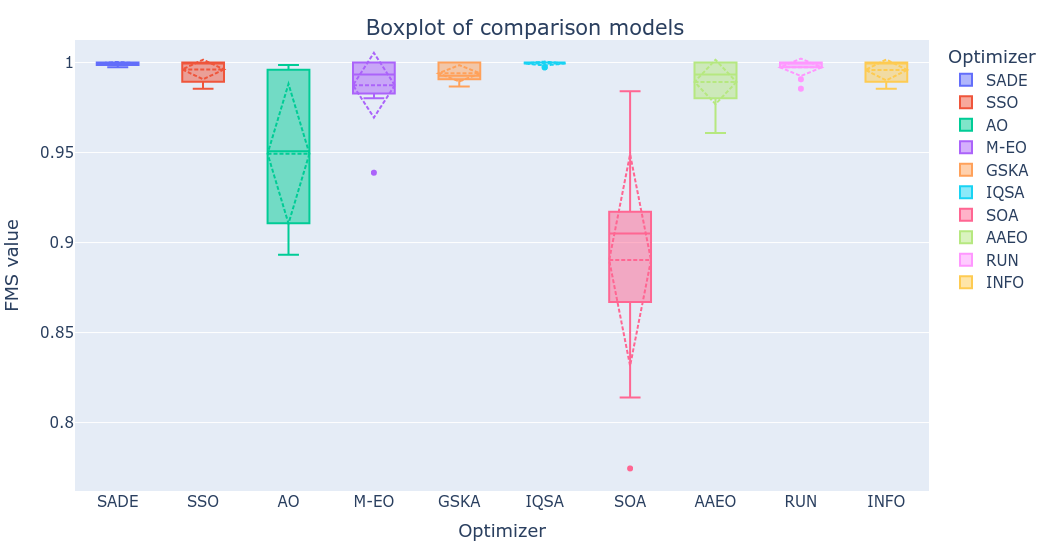 Boxplot of comparison models
FMS value
1
0.95
0.9
0.85
0.8
SADE
SSO
AO
M-EO
GSKA
IQSA
SOA
AAEO
RUN
INFO
Optimizer
Optimizer
SADE
SSO
AO
M-EO
GSKA
IQSA
SOA
AAEO
RUN
INFO